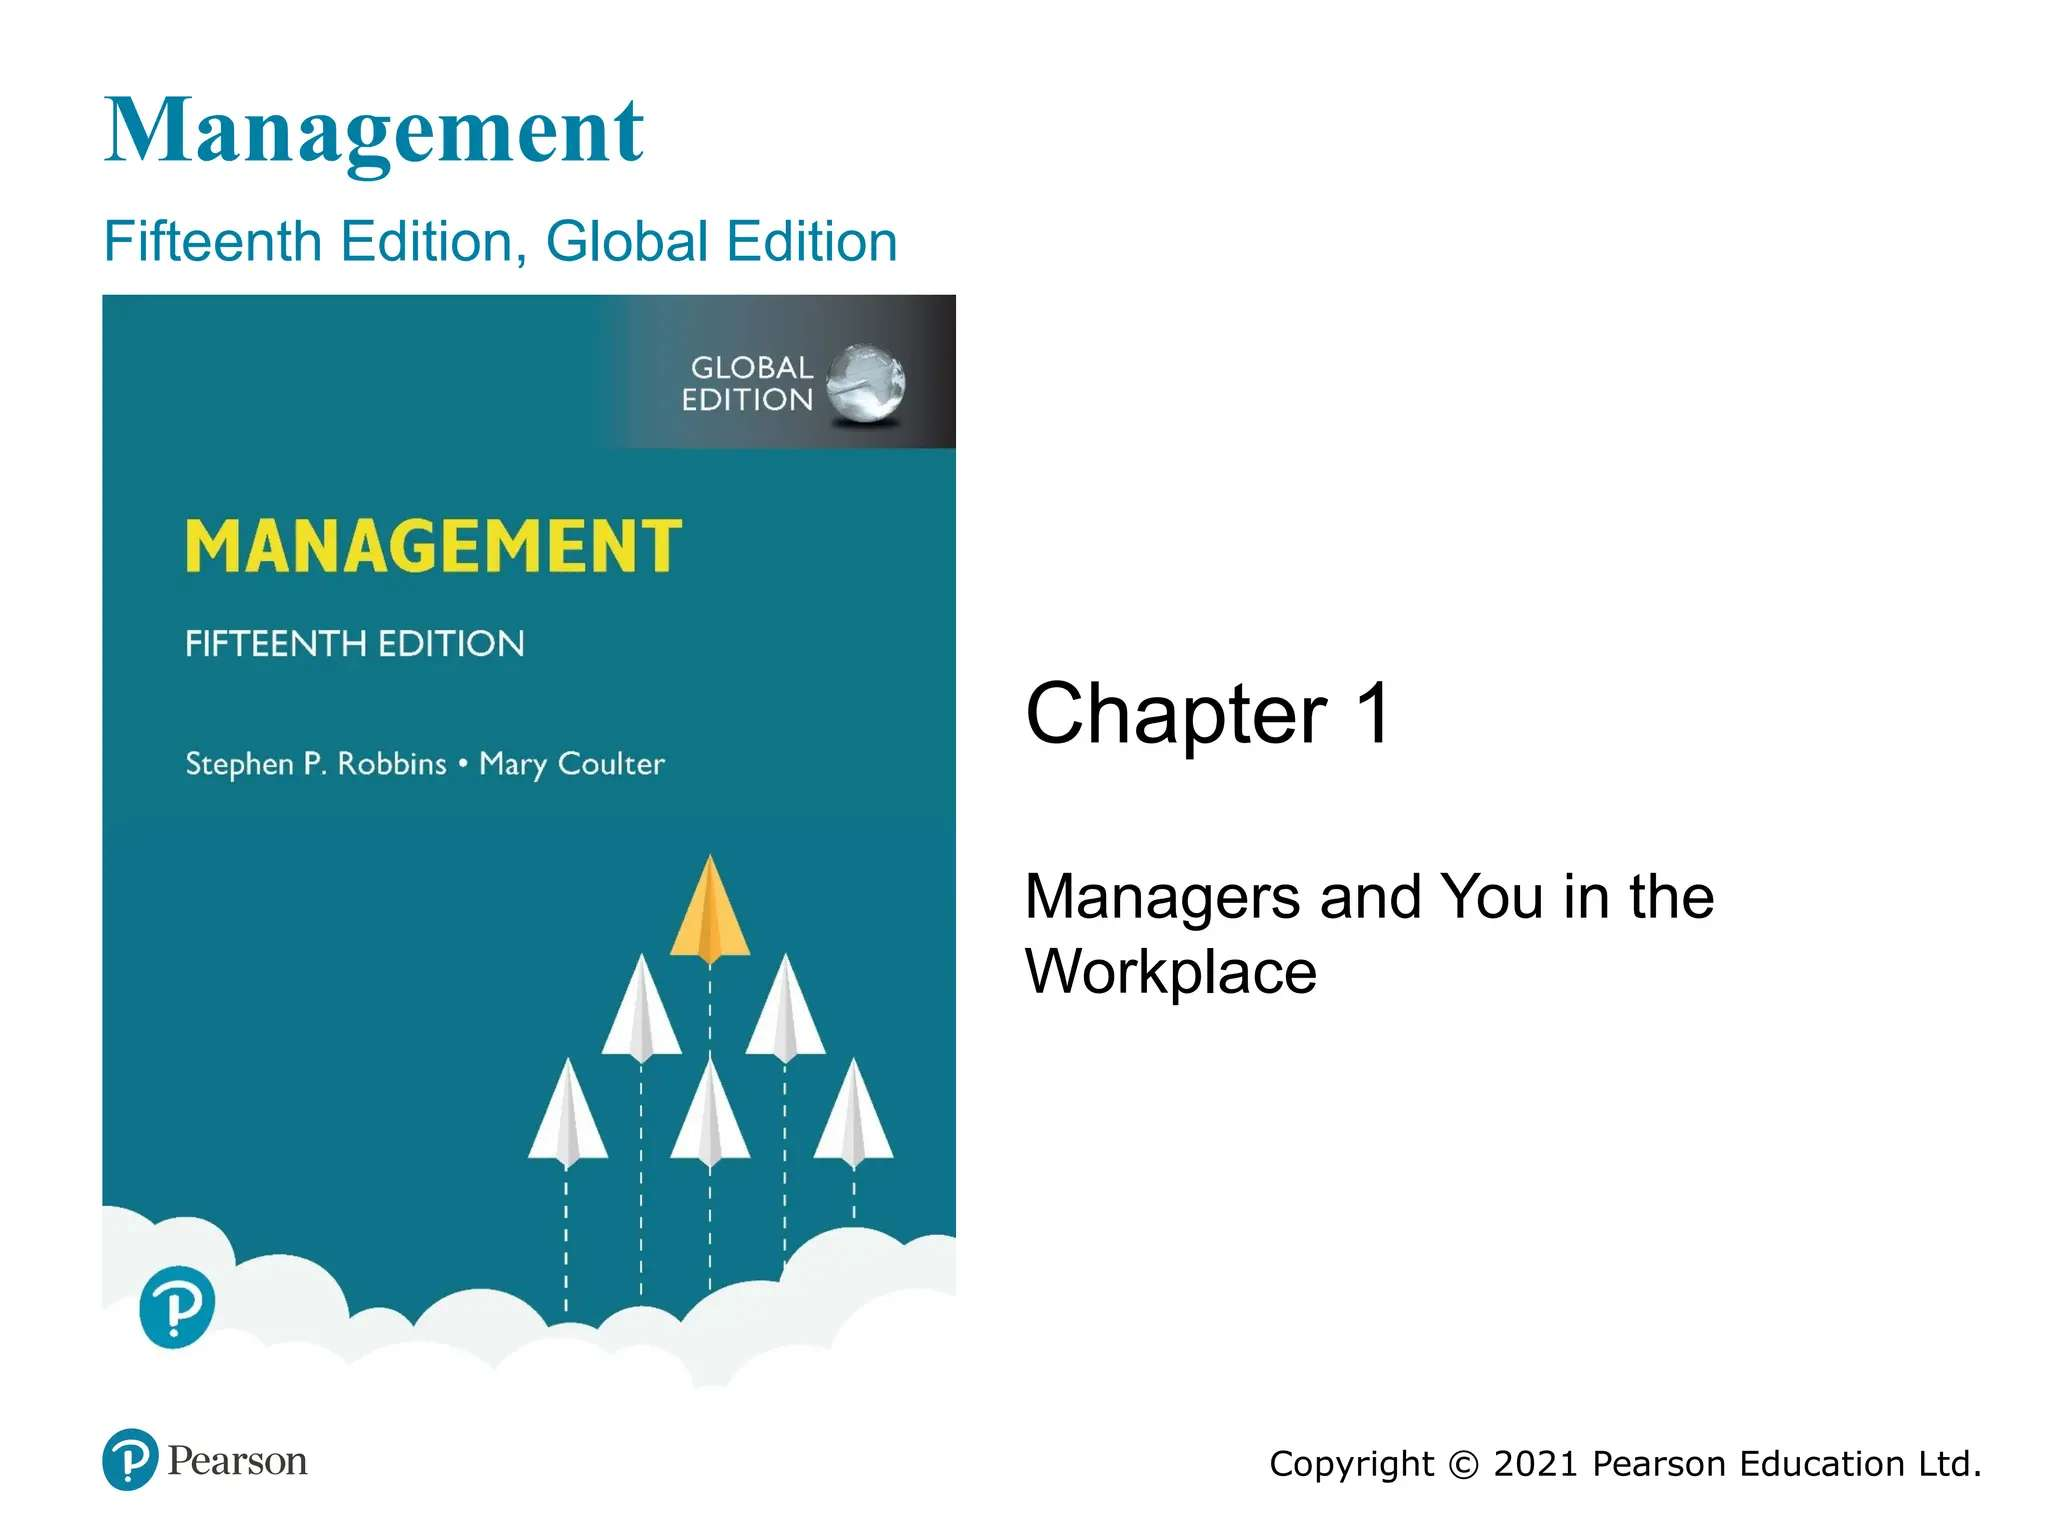 Management
Fifteenth Edition, Global Edition
GLOBAL
EDITION
MANAGEMENT
FIFTEENTH EDITION
Stephen P. Robbins • Mary Coulter
Chapter 1
Managers and You in the
Workplace
Pearson
Copyright © 2021 Pearson Education Ltd.